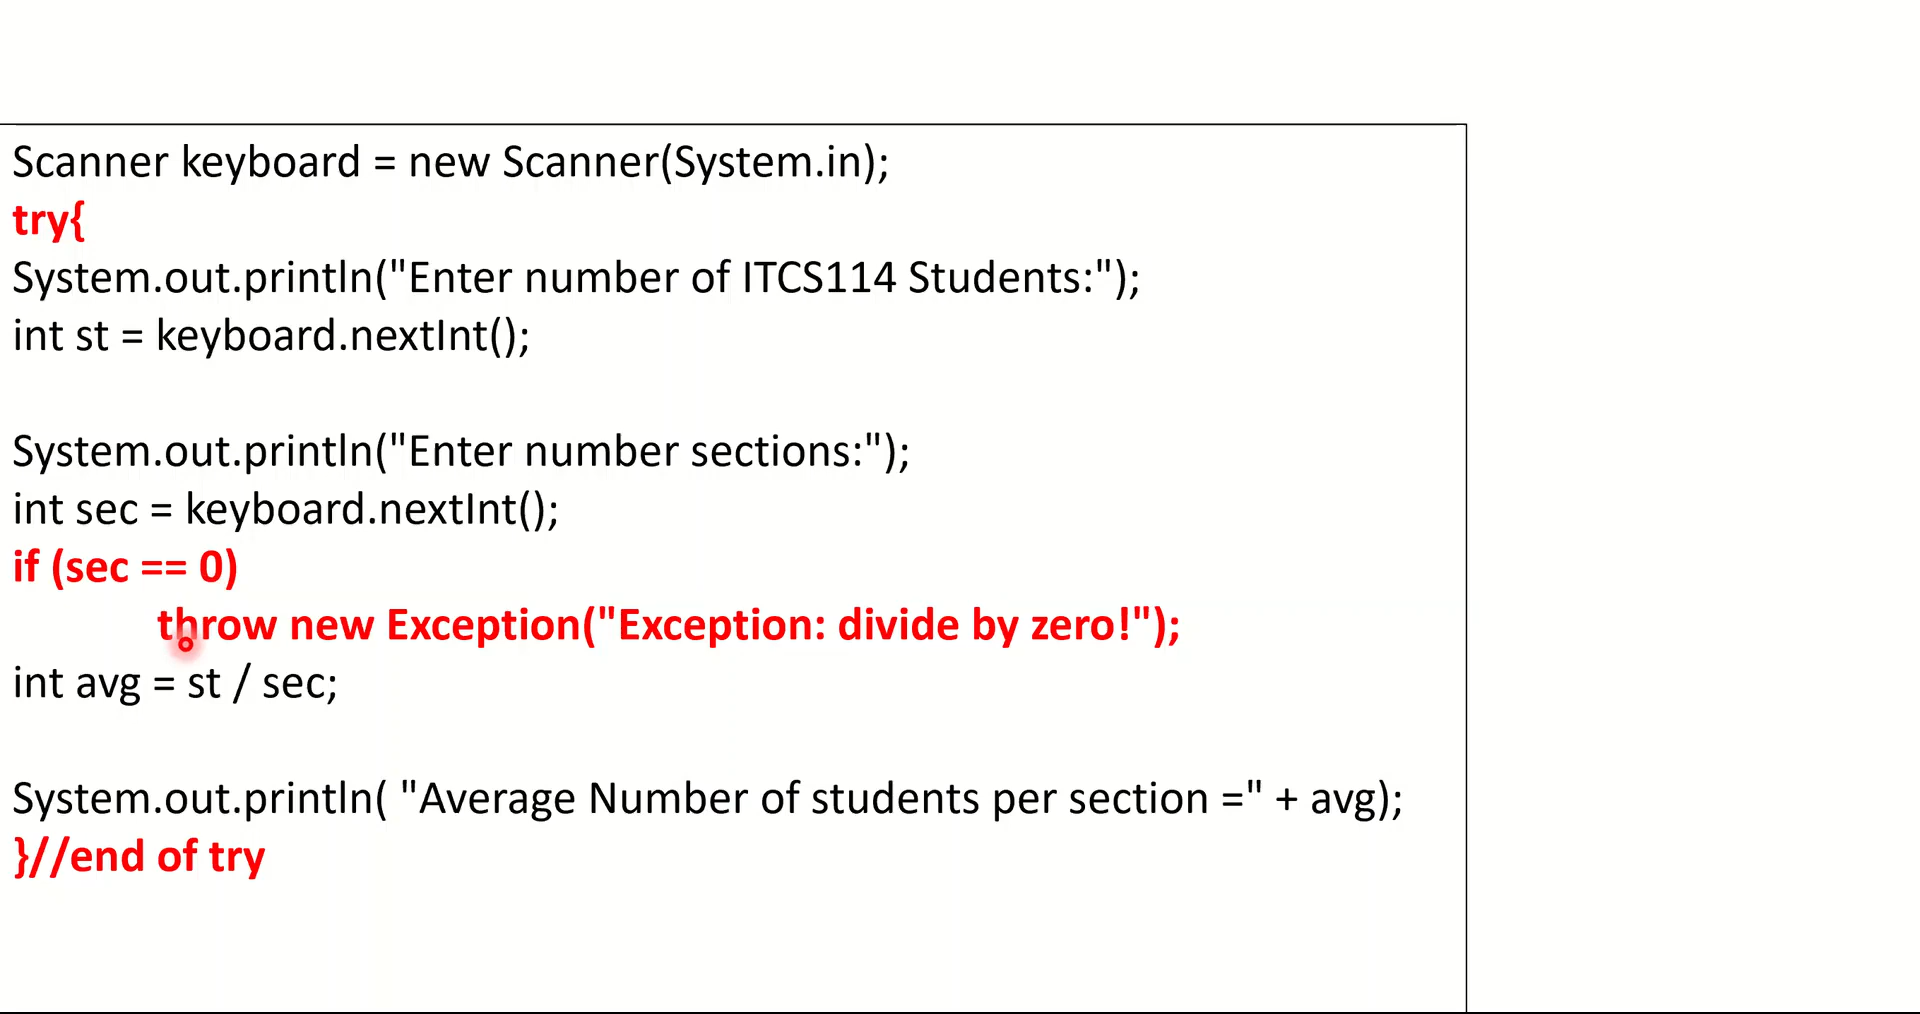 Scanner keyboard = new Scanner(System.in);
try{
System.out.println("Enter number of ITCS114 Students:");
int st = keyboard.nextInt();
System.out.println("Enter number sections:");
int sec = keyboard.nextInt();
if (sec == 0)
throw new Exception("Exception: divide by zero!");
int avg = st / sec;
System.out.println( "Average Number of students per section =" + avg);
}//end of try